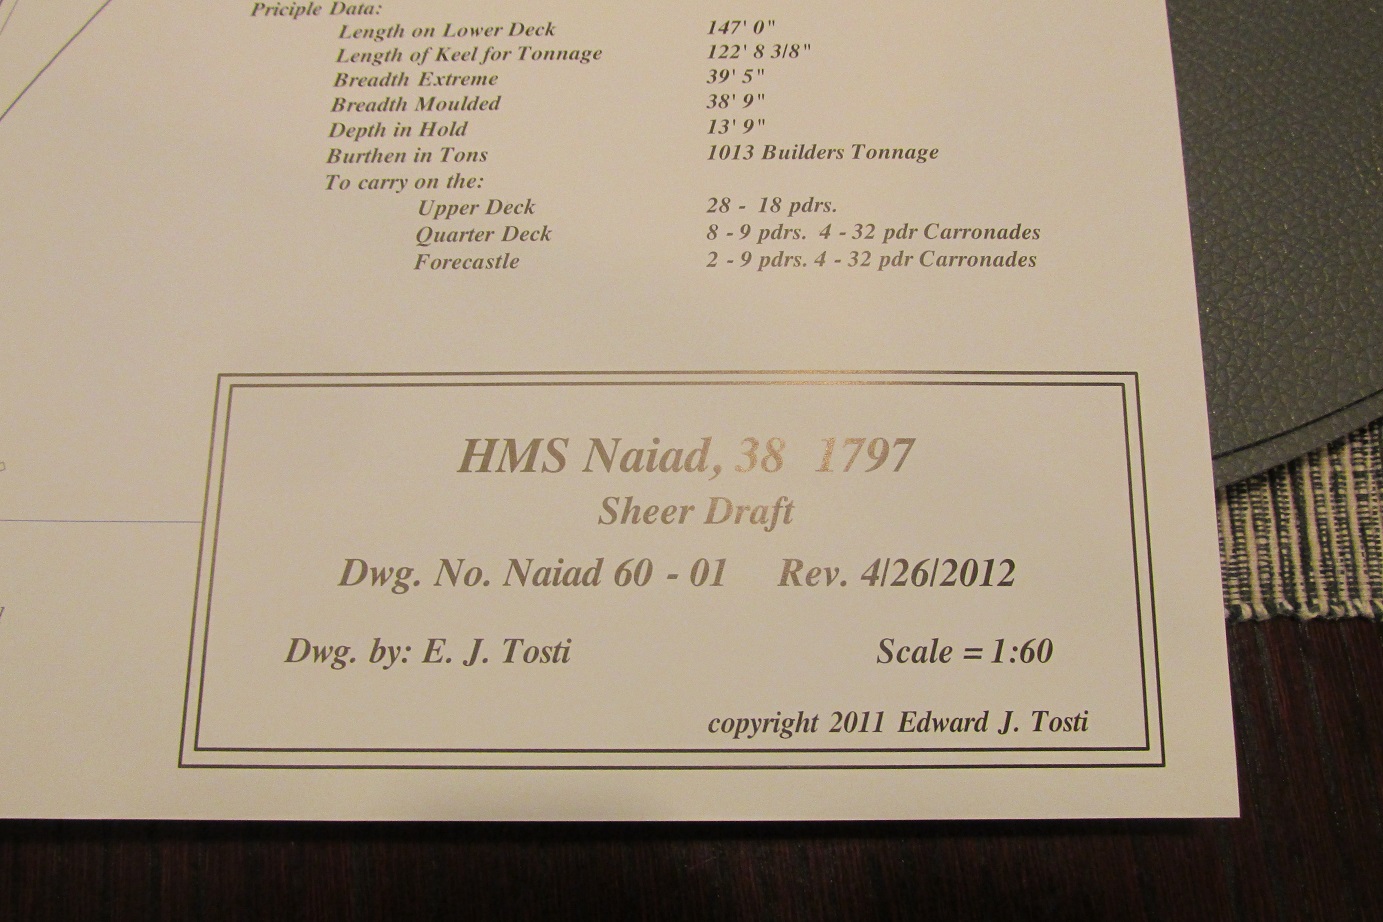 Priciple Data:
Length on Lower Deck 147' 0"
Length of Keel for Tonnage 122' 8 3/8"
Breadth Extreme 39' 5"
Breadth Moulded 38' 9"
Depth in Hold 13' 9"
Burthen in Tons 1013 Builders Tonnage
To carry on the:
Upper Deck 28 - 18 pdrs.
Quarter Deck 8 - 9 pdrs. 4 - 32 pdr Carronades
Forecastle 2 - 9 pdrs. 4 - 32 pdr Carronades
HMS Naiad, 38 1797
Sheer Draft
Dwg. No. Naiad 60 - 01 Rev. 4/26/2012
Dwg. by: E. J. Tosti Scale = 1:60
copyright 2011 Edward J. Tosti